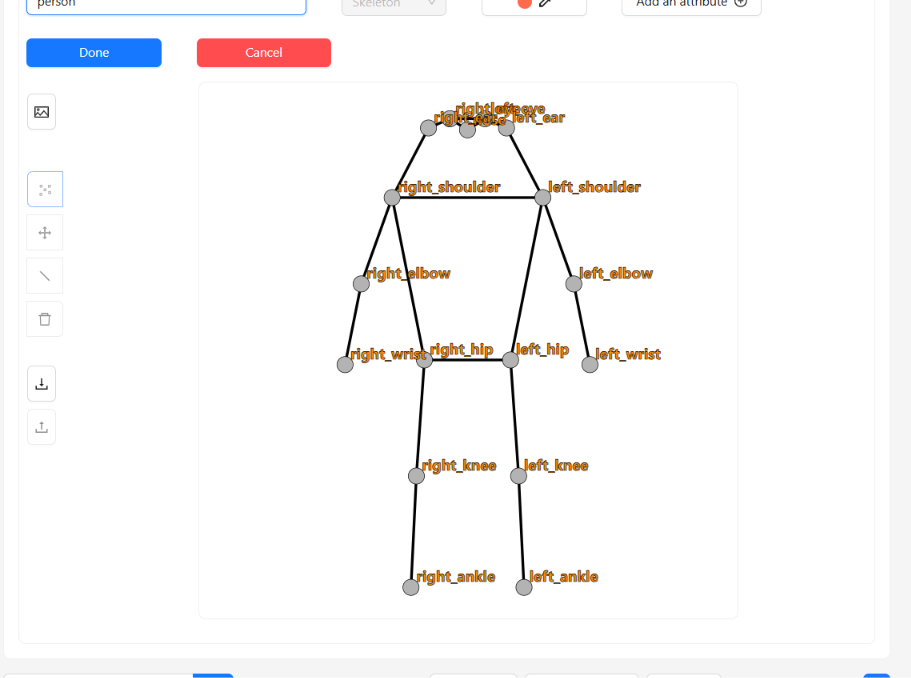 person
Skeleton
Add an attribute
Done
Cancel
left_ear
right_shoulder
left_shoulder
right_elbow
left_elbow
right_wrist
right_hip
left_hip
left_wrist
right_knee
left_knee
right_ankle
left_ankle